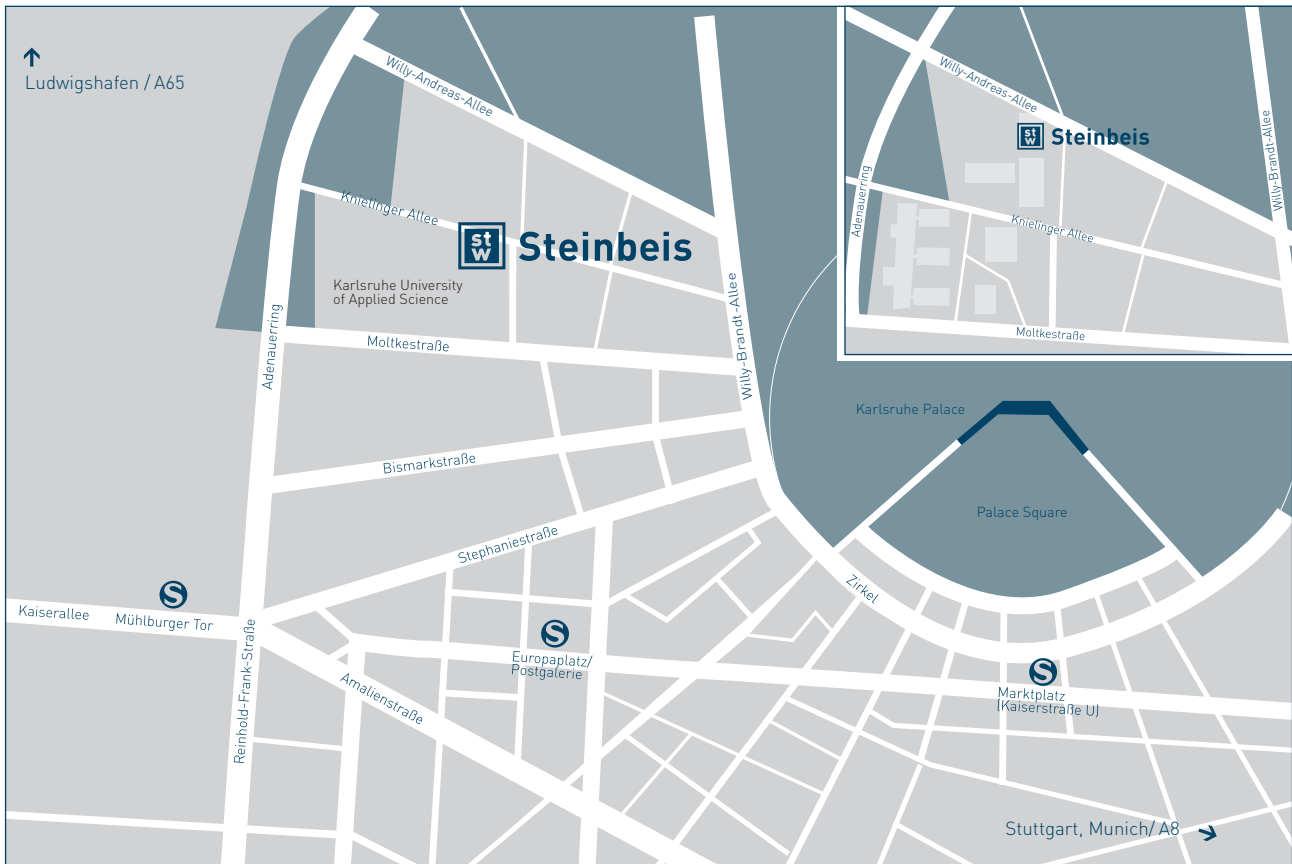 Ludwigshafen / A65
Willy-Andreas-Allee
Knielinger Allee
st
w
Steinbeis
Karlsruhe University
of Applied Science
Adenauerring
Moltkestraße
Willy-Brandt-Allee
Bismarkstraße
Stephaniestraße
Kaiserallee
S
Mühlburger Tor
Reinhold-Frank-Straße
Amalienstraße
S
Europaplatz/
Postgalerie
Zirkel
S
Marktplatz
(Kaiserstraße U)
Karlsruhe Palace
Palace Square
Stuttgart, Munich/ A8
Willy-Andreas-Allee
st
w
Steinbeis
Willy-Brandt-Allee
Adenauerring
Knielinger Allee
Moltkestraße